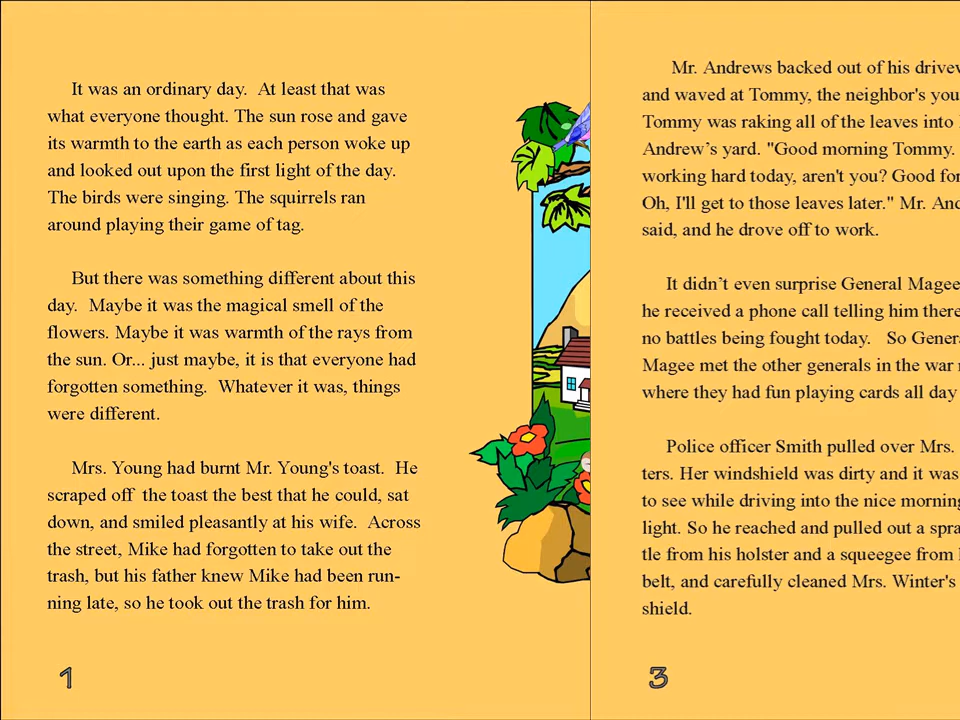 It was an ordinary day. At least that was
what everyone thought. The sun rose and gave
its warmth to the earth as each person woke up
and looked out upon the first light of the day.
The birds were singing. The squirrels ran
around playing their game of tag.
But there was something different about this
day. Maybe it was the magical smell of the
flowers. Maybe it was warmth of the rays from
the sun. Or... just maybe, it is that everyone had
forgotten something. Whatever it was, things
were different.
Mrs. Young had burnt Mr. Young's toast. He
scraped off the toast the best that he could, sat
down, and smiled pleasantly at his wife. Across
the street, Mike had forgotten to take out the
trash, but his father knew Mike had been run-
ning late, so he took out the trash for him.
1
Mr. Andrews backed out of his
and waved at Tommy, the neighbor's
Tommy was raking all of the leaves into
Andrew’s yard. "Good morning Tommy.
working hard today, aren't you? Good
Oh, I'll get to those leaves later." Mr.
said, and he drove off to work.
It didn’t even surprise General Magee
he received a phone call telling him there
no battles being fought today. So
Magee met the other generals in the war
where they had fun playing cards all day
Police officer Smith pulled over Mrs.
ters. Her windshield was dirty and it was
to see while driving into the nice morning
light. So he reached and pulled out a
tle from his holster and a squeegee from
belt, and carefully cleaned Mrs. Winter's
shield.
3